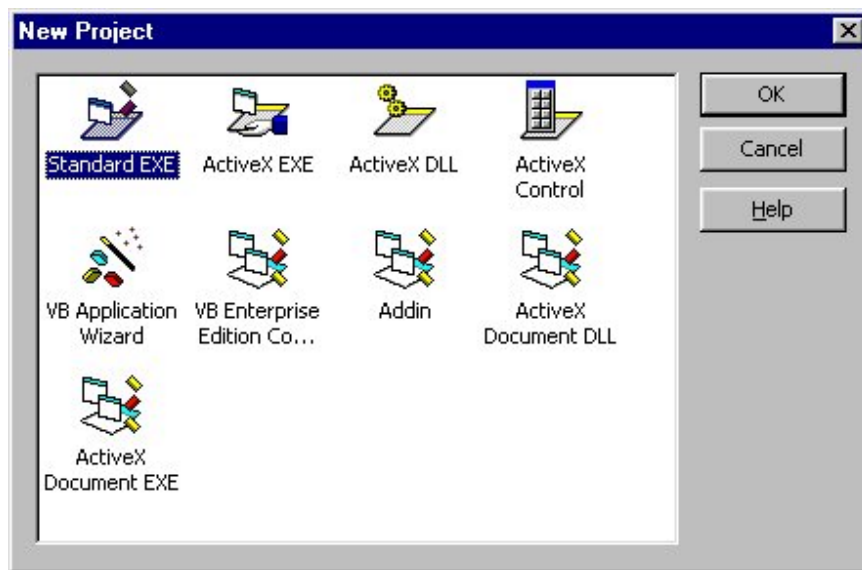 New Project
Standard EXE
ActiveX EXE
ActiveX DLL
ActiveX
Control
OK
Cancel
Help
VB Application
Wizard
VB Enterprise
Edition Co...
Addin
ActiveX
Document DLL
ActiveX
Document EXE